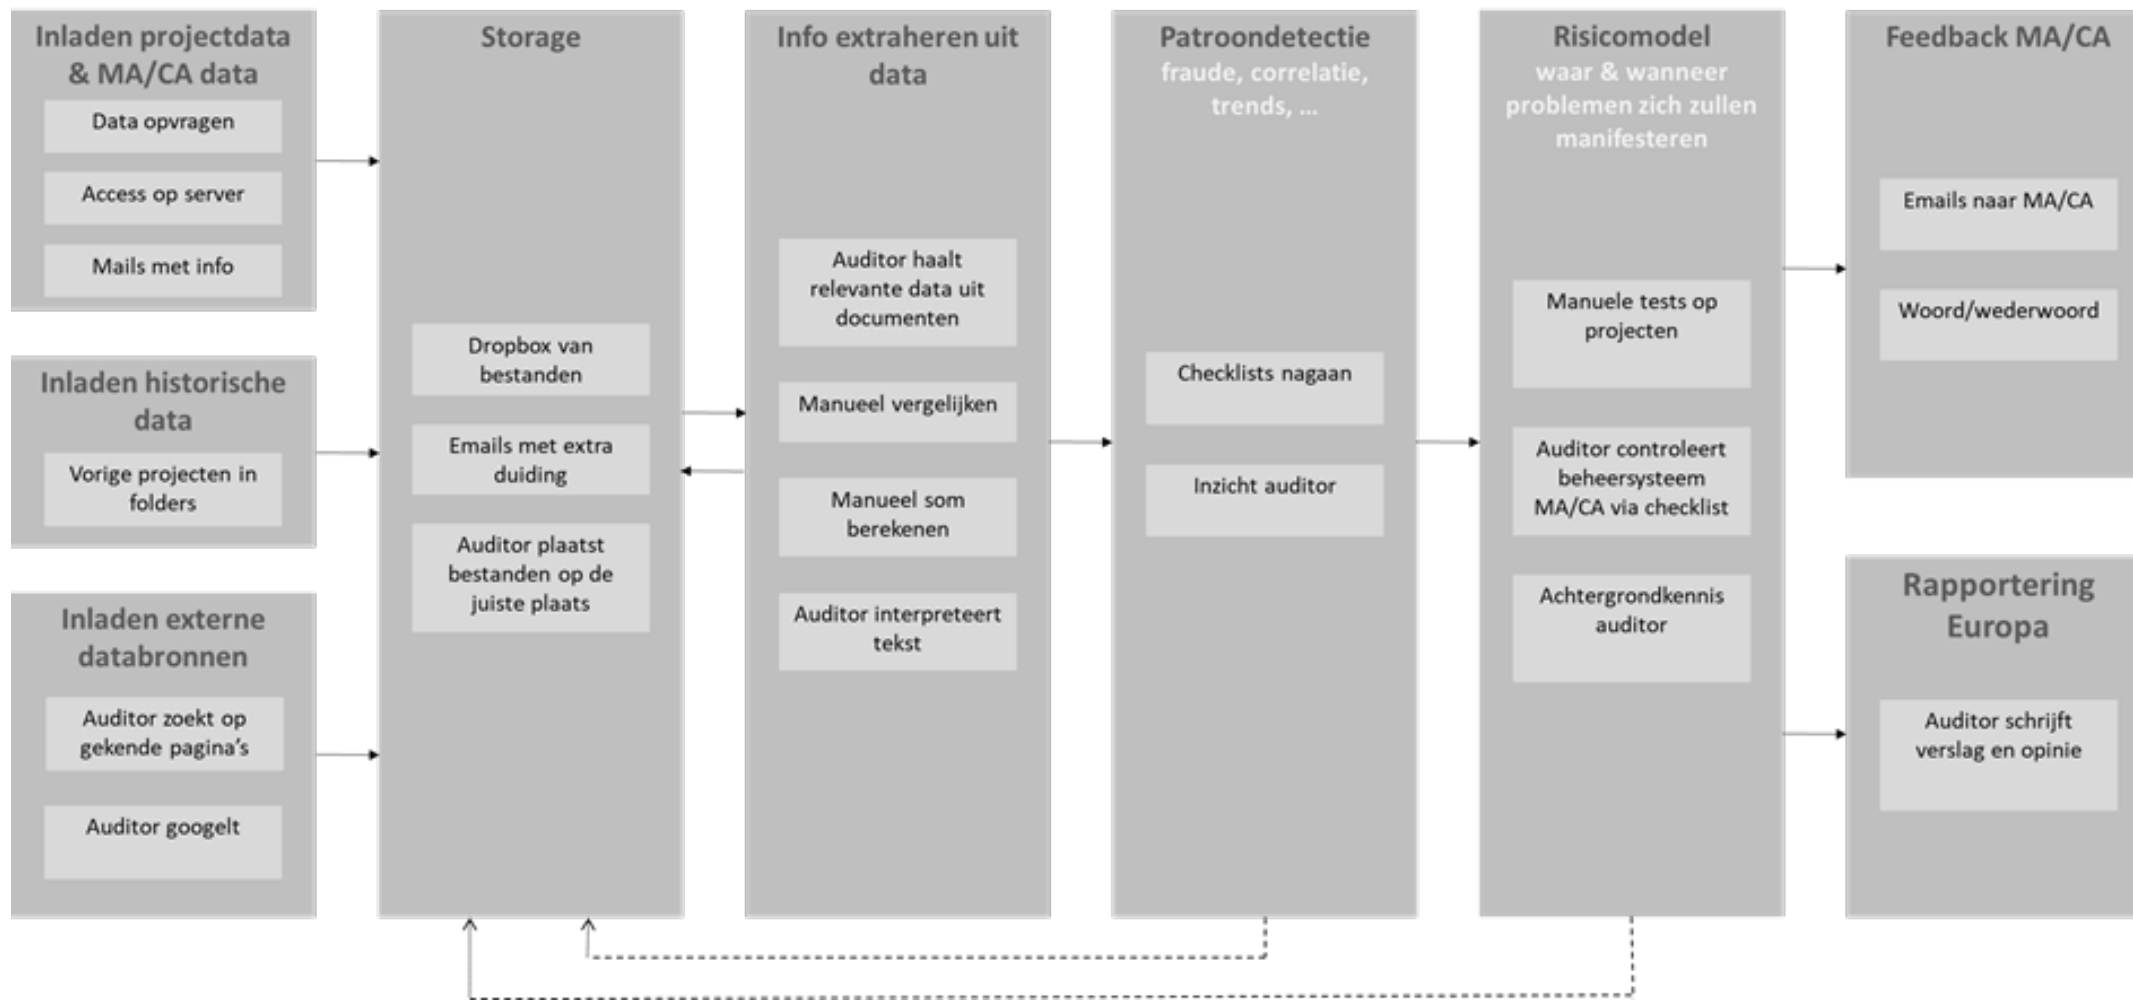 Inladen projectdata
& MA/CA data
Data opvragen
Access op server
Mails met info
Inladen historische
data
Vorige projecten in
folders
Inladen externe
databronnen
Auditor zoekt op
gekende pagina's
Auditor googelt
Storage
Dropbox van
bestanden
Emails met extra
duiding
Auditor plaatst
bestanden op de
juiste plaats
Info extraheren uit
data
Auditor haalt
relevante data uit
documenten
Manueel vergelijken
Manueel som
berekenen
Auditor interpreteert
tekst
Patroondetectie
fraude, correlatie,
trends, ...
Checklists nagaan
Inzicht auditor
Risicomodel
waar & wanneer
problemen zich zullen
manifesteren
Manuele tests op
projecten
Auditor controleert
beheersysteem
MA/CA via checklist
Achtergrondkennis
auditor
Feedback MA/CA
Emails naar MA/CA
Woord/wederwoord
Rapportering
Europa
Auditor schrijft
verslag en opinie